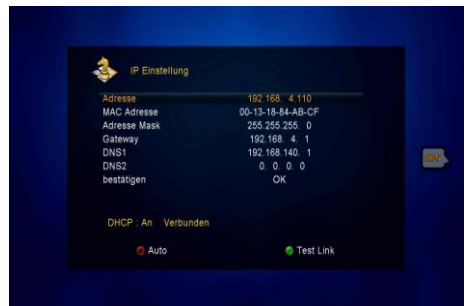 IP Einstellung
Adresse 192.168. 4.110
MAC Adresse 00-13-18-84-AB-CF
Adresse Mask 255.255.255. 0
Gateway 192.168. 4. 1
DNS1 192.168.140. 1
DNS2 0. 0. 0. 0
bestätigen OK
DHCP : An Verbunden
Auto Test Link